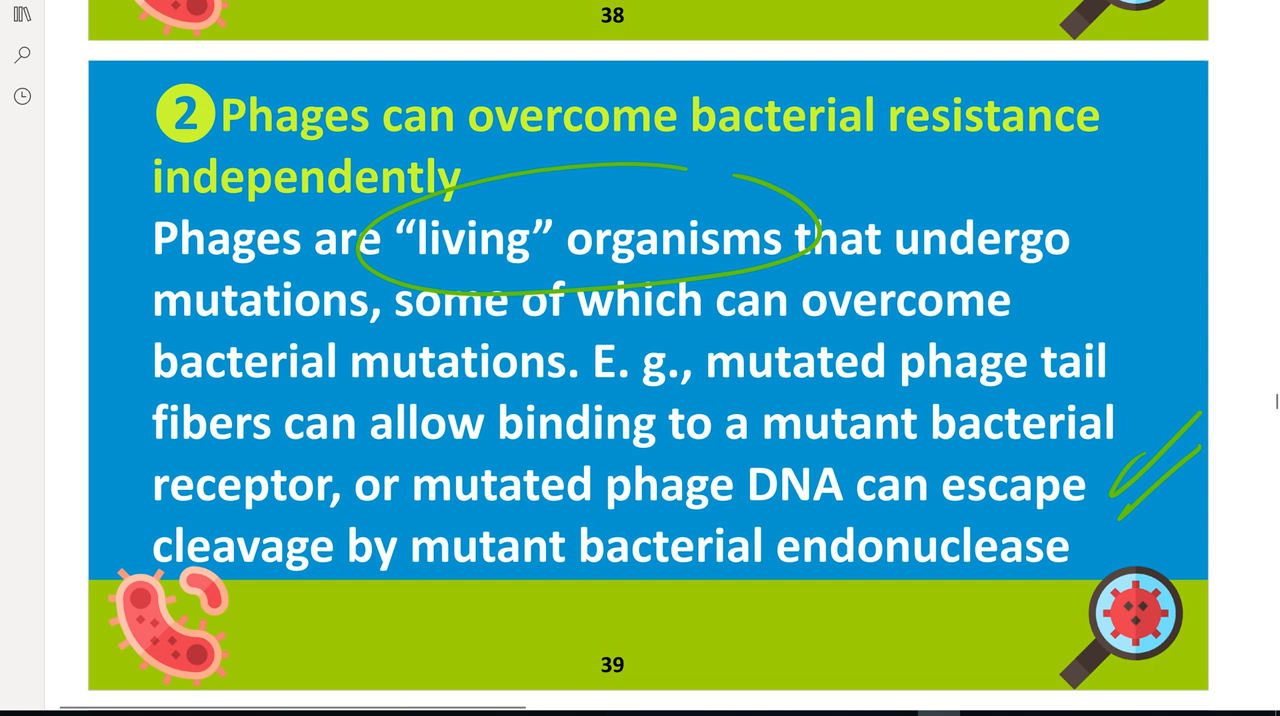 38
2 Phages can overcome bacterial resistance
independently
Phages are “living” organisms that undergo
mutations, some of which can overcome
bacterial mutations. E. g., mutated phage tail
fibers can allow binding to a mutant bacterial
receptor, or mutated phage DNA can escape
cleavage by mutant bacterial endonuclease
39